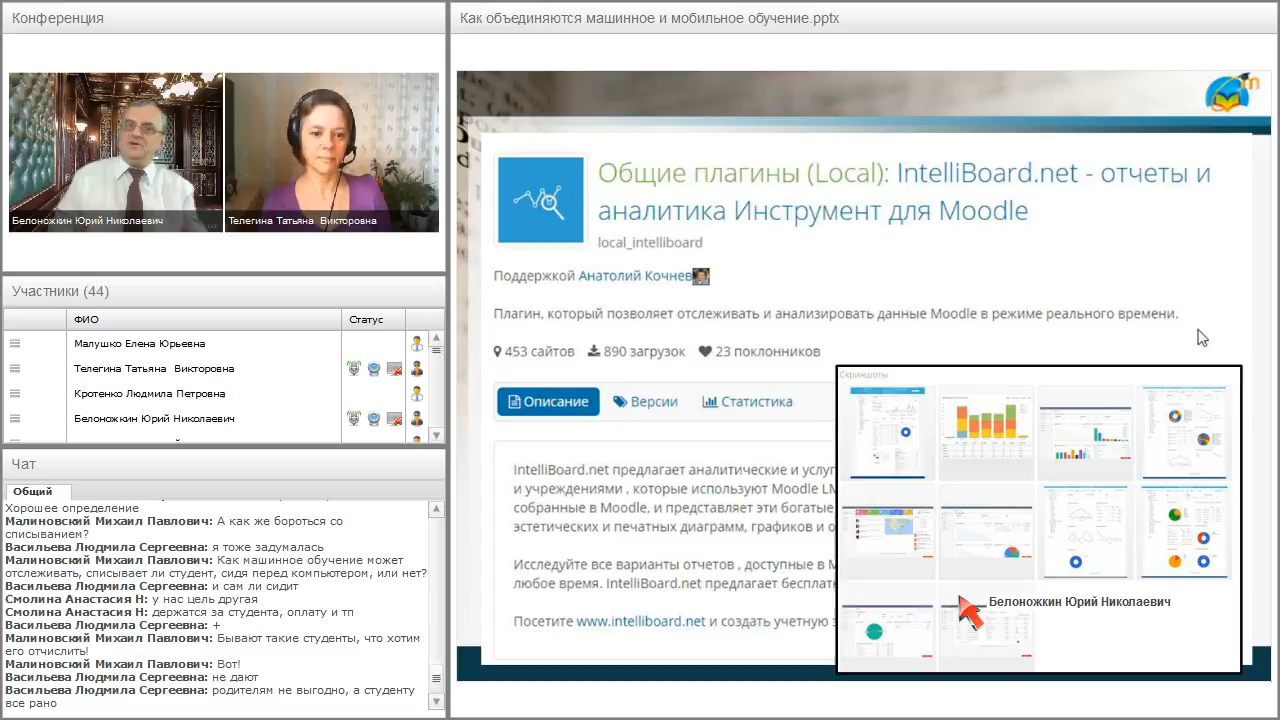 Конференция
Белоножкин Юрий Николаевич
Телегина Татьяна Викторовна
Участники (44)
ФИО
Статус
Малушко Елена Юрьевна
Телегина Татьяна Викторовна
Кротенко Людмила Петровна
Белоножкин Юрий Николаевич
Чат
Общий
Хорошее определение
Малиновский Михаил Павлович: А как же бороться со
списыванием?
Васильева Людмила Сергеевна: я тоже задумалась
Малиновский Михаил Павлович: Как машинное обучение может
отслеживать, списывает ли студент, сидя перед компьютером, или нет?
Васильева Людмила Сергеевна: и сам ли сидит
Смолина Анастасия Н: у нас цель другая
Смолина Анастасия Н: держатся за студента, оплату и тп
Васильева Людмила Сергеевна: +
Малиновский Михаил Павлович: Бывают такие студенты, что хотим
его отчислить!
Малиновский Михаил Павлович: Вот!
Васильева Людмила Сергеевна: не дают
Васильева Людмила Сергеевна: родителям не выгодно, а студенту
все рано
Как объединяются машинное и мобильное обучение.pptx
Общие плагины (Local): IntelliBoard.net - отчеты и
аналитика Инструмент для Moodle
local_intelliboard
Поддержкой Анатолий Кочнев
Плагин, который позволяет отслеживать и анализировать данные Moodle в режиме реального времени.
453 сайтов 890 загрузок 23 поклонников
Описание Версии Статистика
IntelliBoard.net предлагает аналитические и услуг
и учреждениями , которые используют Moodle LM
собранные в Moodle, и представляет эти богатые
эстетических и печатных диаграмм, графиков и о
Исследуйте все варианты отчетов , доступные в M
любое время. IntelliBoard.net предлагает бесплат
Посетите www.intelliboard.net и создать учетную з
Скриншоты
Белоножкин Юрий Николаевич